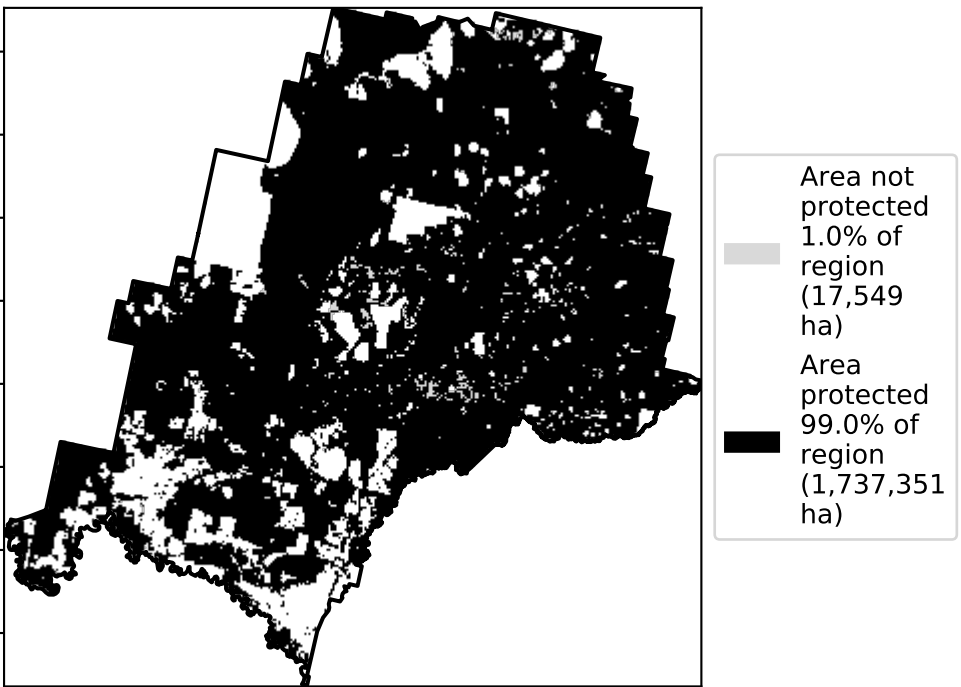 Area not
protected
1.0% of
region
(17,549
ha)
Area
protected
99.0% of
region
(1,737,351
ha)